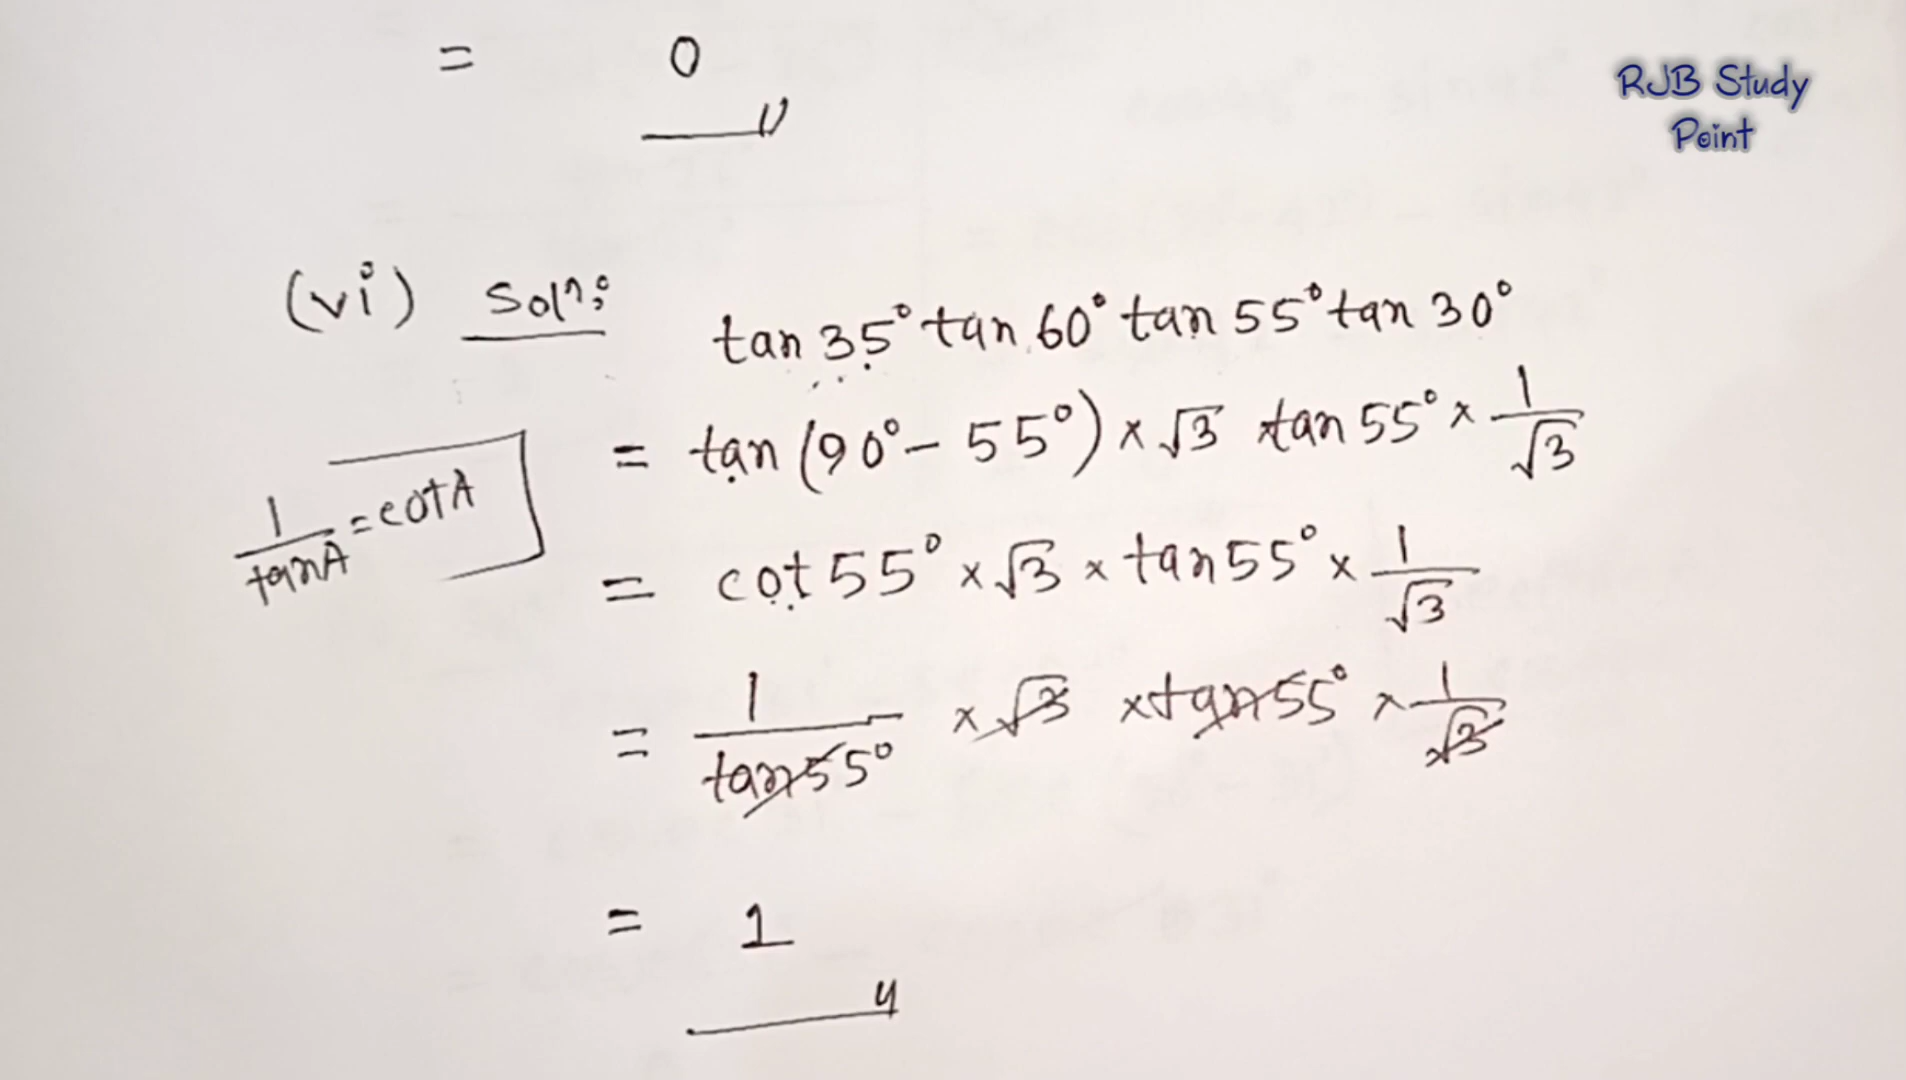 = 0
RJB Study
Point
(vi) Soln:
tan 35° tan 60° tan 55° tan 30°
= tan (90° - 55°) × √3 tan 55° × 1/√3
1/tanA = cotA
= cot 55° × √3 × tan 55° × 1/√3
= 1/tan 55° × √3 × tan 55° × 1/√3
= 1